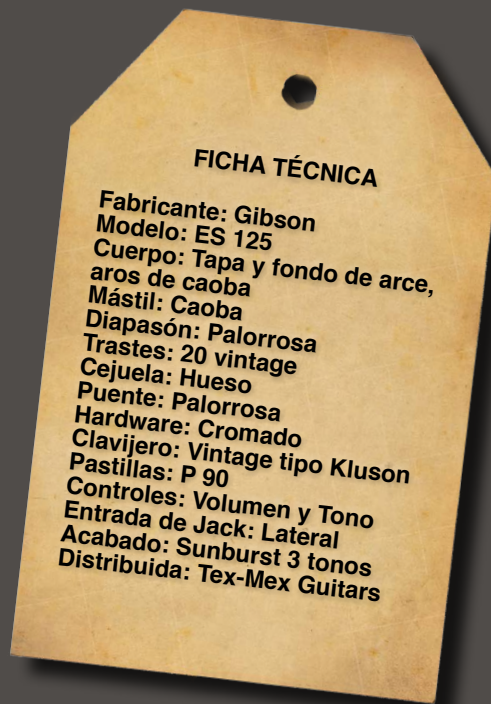 FICHA TÉCNICA
Fabricante: Gibson
Modelo: ES 125
Cuerpo: Tapa y fondo de arce,
aros de caoba
Mástil: Caoba
Diapasón: Palorrosa
Trastes: 20 vintage
Cejuela: Hueso
Puente: Palorrosa
Hardware: Cromado
Clavijero: Vintage tipo Kluson
Pastillas: P 90
Controles: Volumen y Tono
Entrada de Jack: Lateral
Acabado: Sunburst 3 tonos
Distribuida: Tex-Mex Guitars